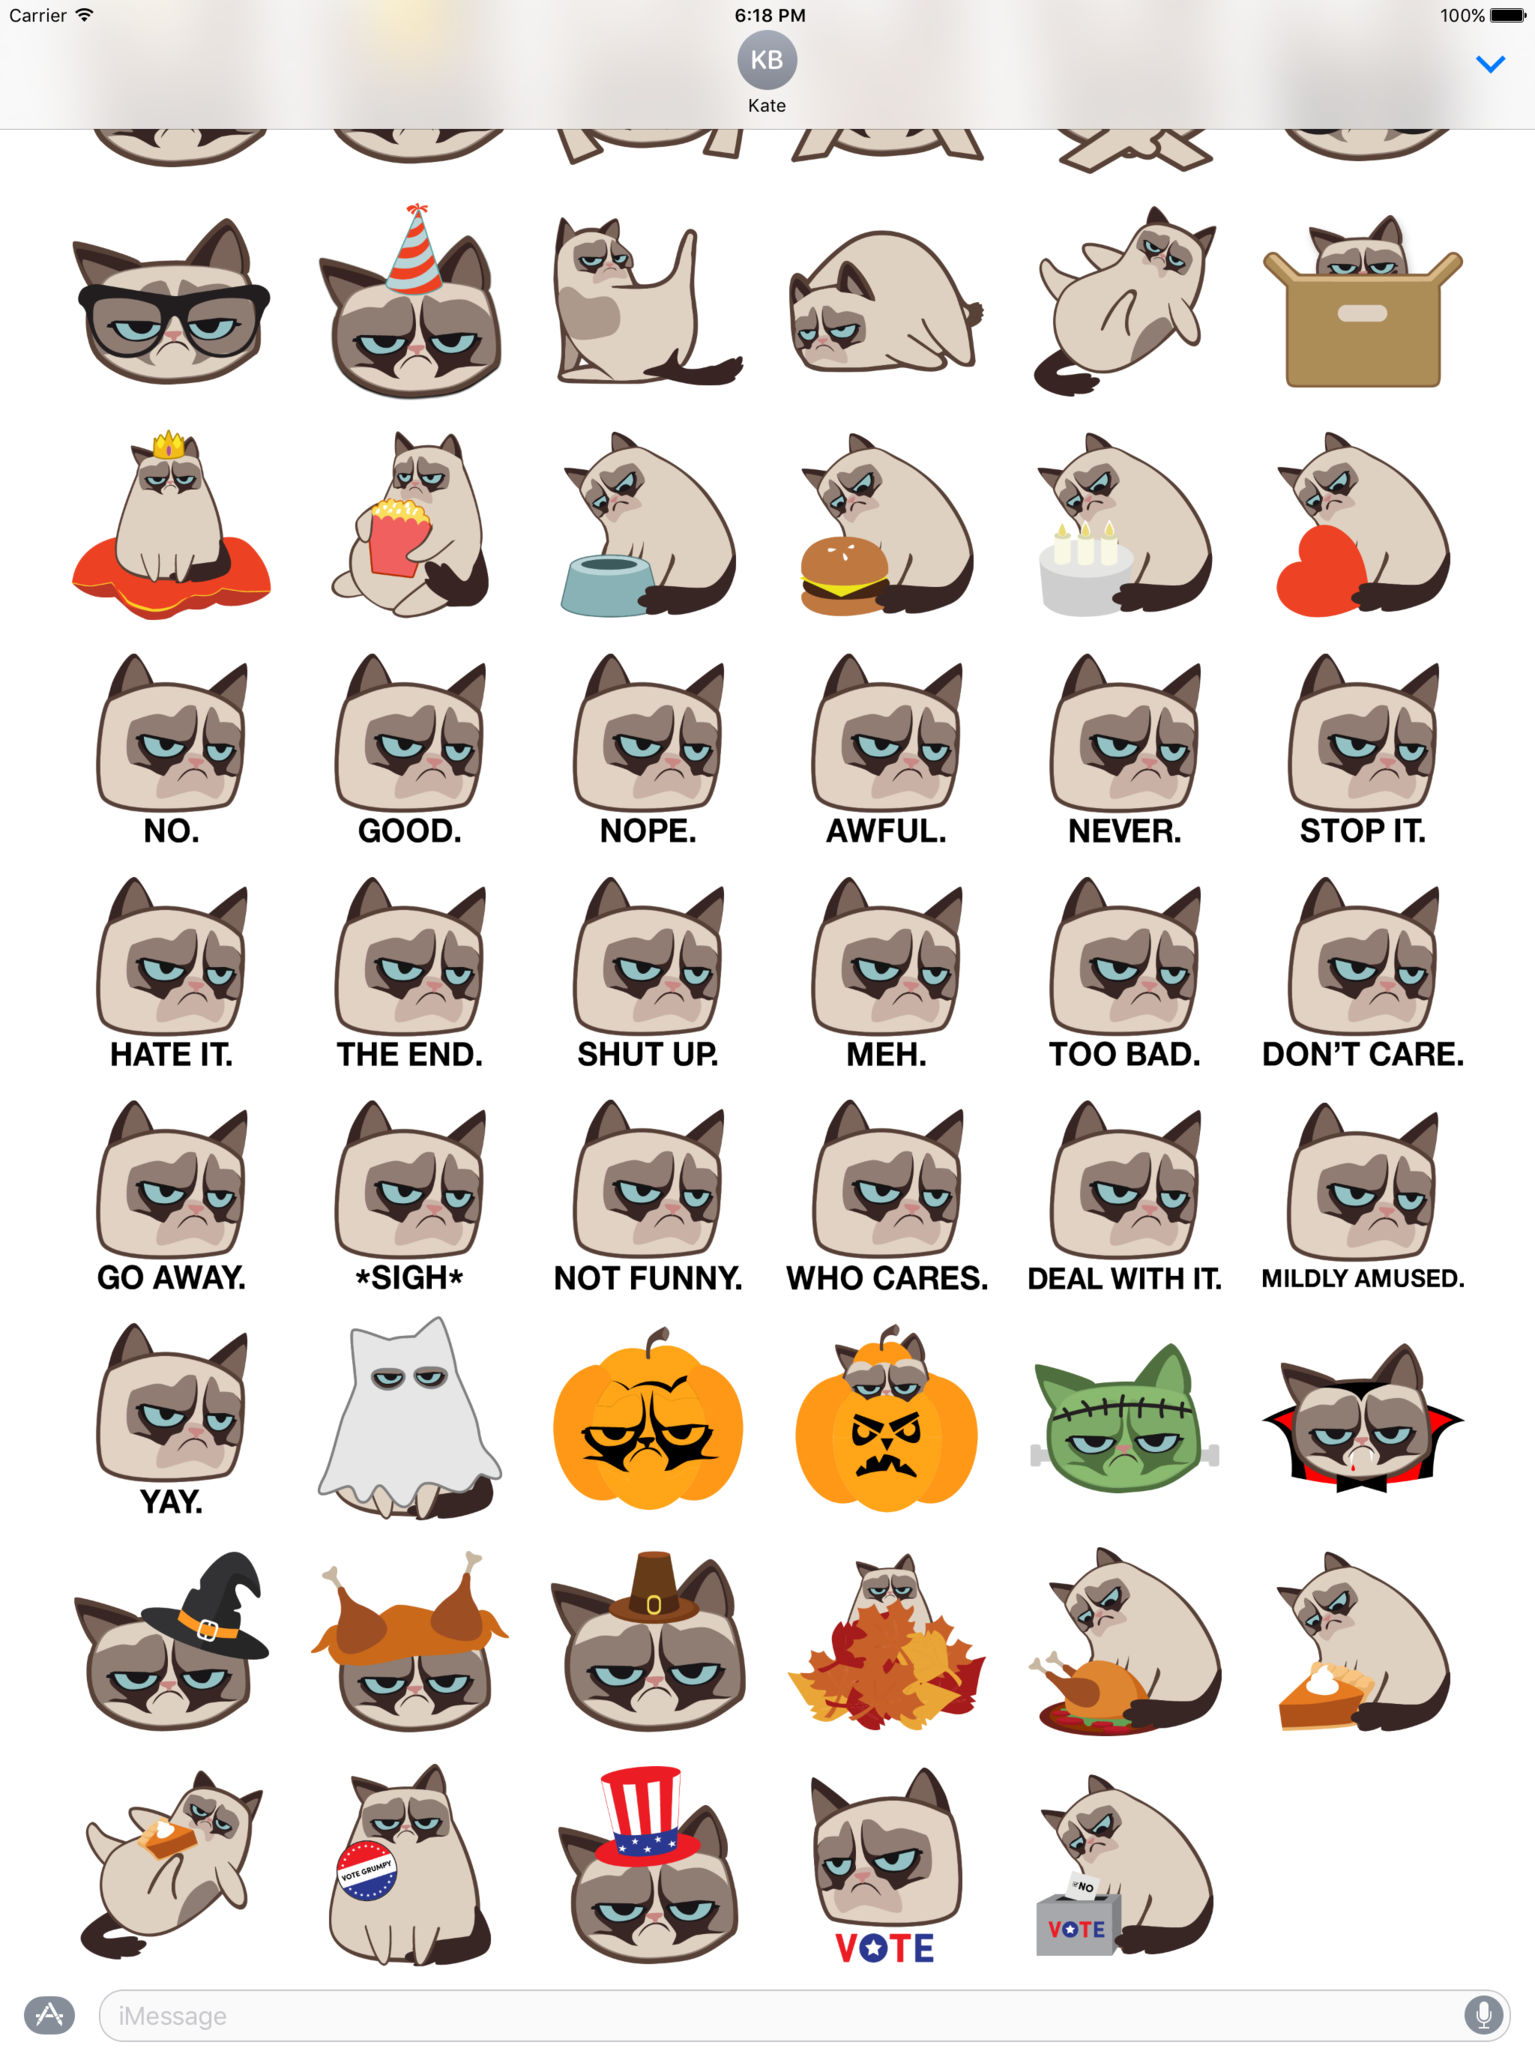 Carrier 6:18 PM 100%
KB
Kate
NO. GOOD. NOPE. AWFUL. NEVER. STOP IT.
HATE IT. THE END. SHUT UP. MEH. TOO BAD. DON'T CARE.
GO AWAY. *SIGH* NOT FUNNY. WHO CARES. DEAL WITH IT. MILDLY AMUSED.
YAY.
VOTE GRUMPY
NO
VOTE
VOTE
iMessage